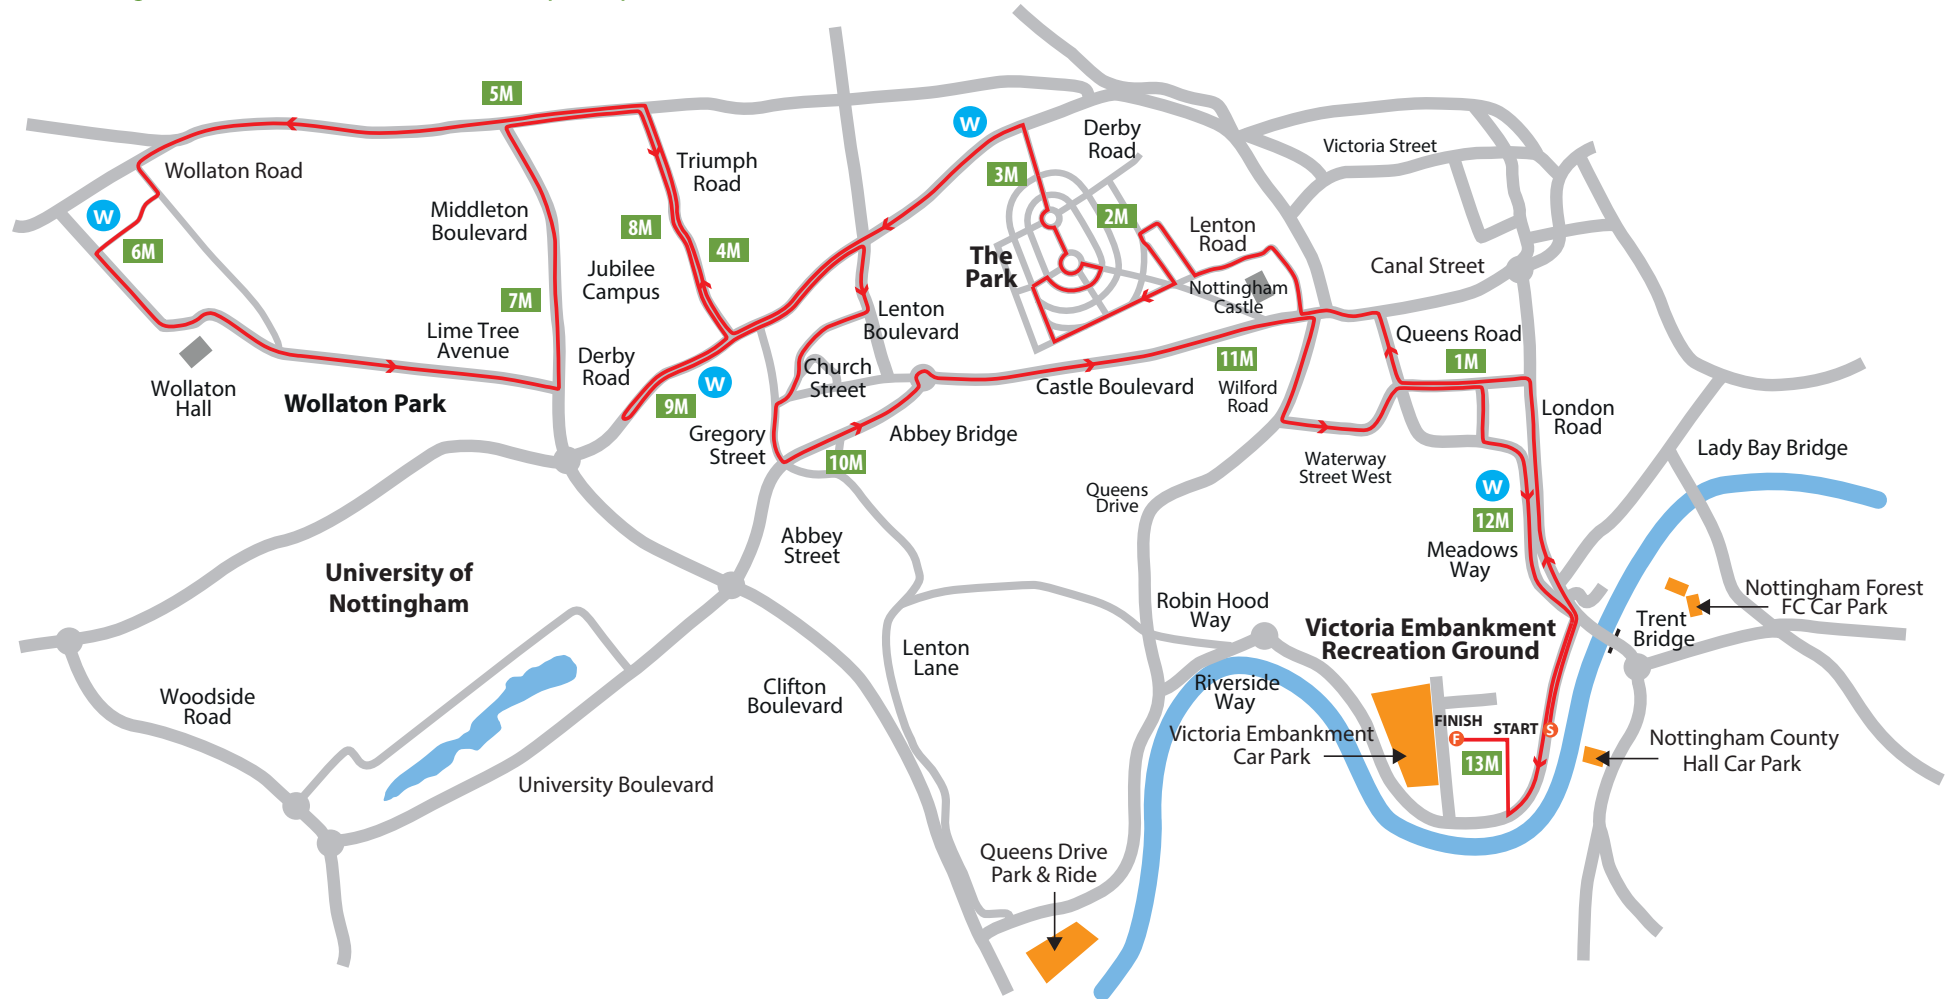 5M
W
Derby
Road
Victoria Street
Wollaton Road
Triumph
Road
3M
W
Middleton
Boulevard
2M
8M
Lenton
Road
6M
4M
The
Park
Canal Street
Jubilee
Campus
7M
Nottingham
Castle
Lenton
Boulevard
Lime Tree
Avenue
Queens Road
1M
11M
Derby
Road
Church
Street
W
Castle Boulevard
Wilford
Road
Wollaton
Hall
Wollaton Park
9M
London
Road
Gregory
Street
Abbey Bridge
10M
Lady Bay Bridge
Waterway
Street West
W
Queens
Drive
12M
Abbey
Street
Meadows
Way
University of
Nottingham
Nottingham Forest
FC Car Park
Robin Hood
Way
Trent
Bridge
Victoria Embankment
Recreation Ground
Lenton
Lane
Clifton
Boulevard
Riverside
Way
Woodside
Road
FINISH
F
START
S
Victoria Embankment
Car Park
13M
Nottingham County
Hall Car Park
University Boulevard
Queens Drive
Park & Ride